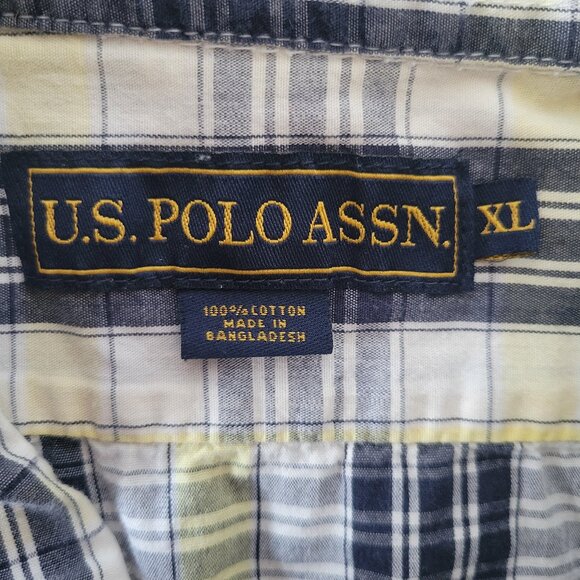 U.S. POLO ASSN.
XL
100% COTTON
MADE IN
BANGLADESH